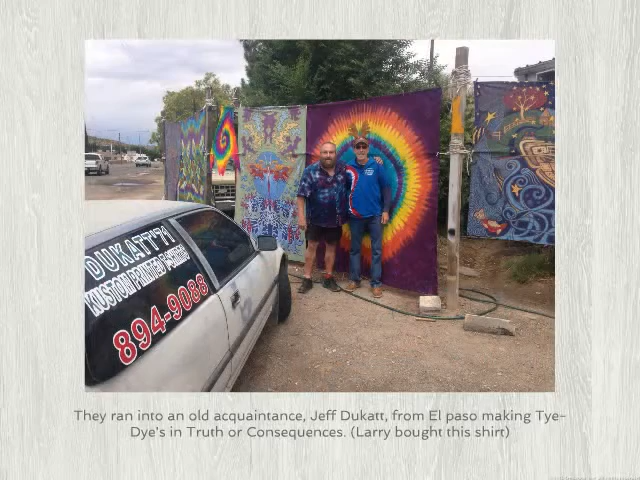 DUKATT'71
KUSTOM PRINTED T-SHIRTS
894-9088
They ran into an old acquaintance, Jeff Dukatt, from El paso making Tye-
Dye's in Truth or Consequences. (Larry bought this shirt)